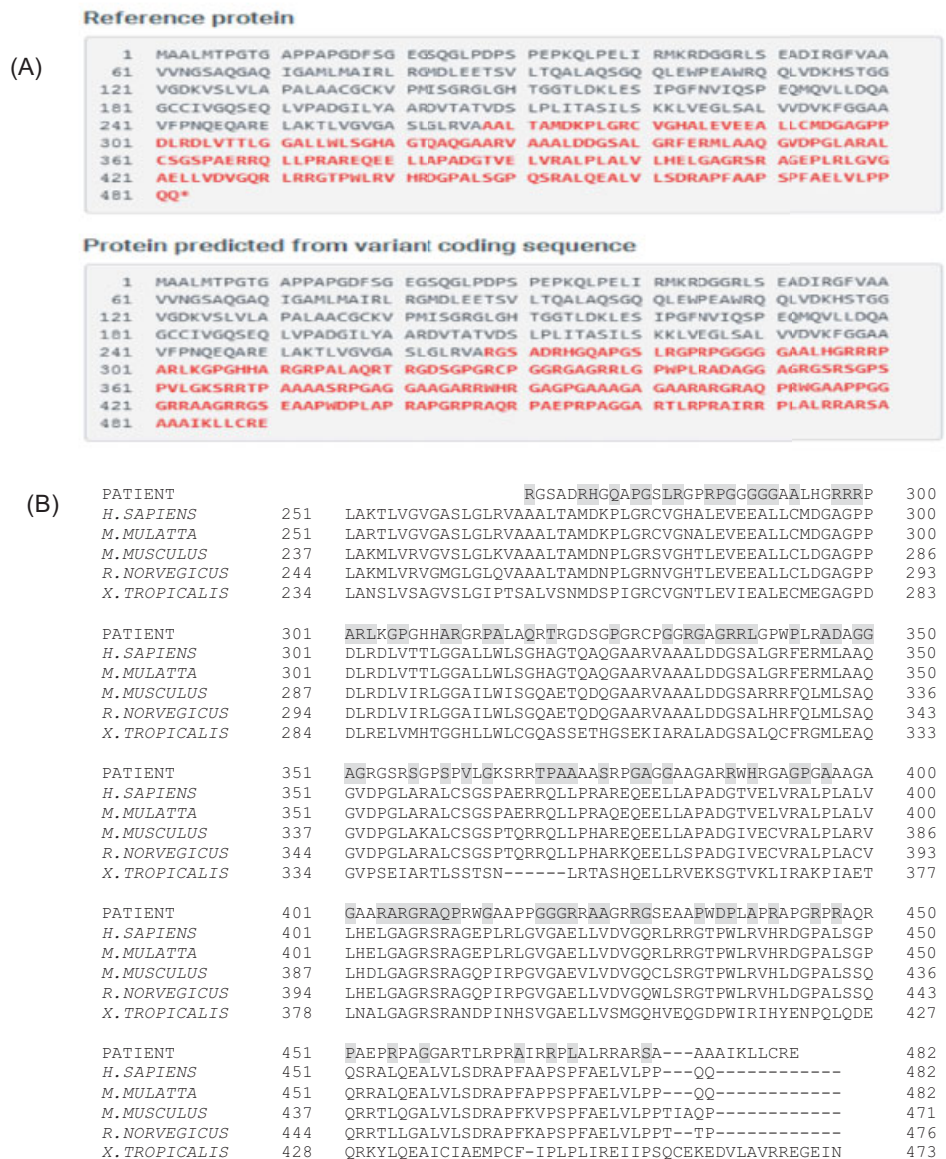 Reference protein
(A)
1 MAALMTPGTG APPAPGDFSG EGSQGLPDPS PEPKQLPELI RMKRDGGRLS EADIRGFVAA
61 VVNGSAQGAQ IGAMLMAIRL RGMDLEETSV LTQALAQSGQ QLEWPEAWRQ QLVDKHSTGG
121 VGDKVSLVLA PALAACGCKV PMISGRGLGH TGGTLDKLES IPGFNVIQSP EQMQVLLDQA
181 GCCIVGQSEQ LVPADGILYA ARDVTATVDS LPLITASILS KKLVEGLSAL VVDVKFGGAA
241 VFPNQEQARE LAKTLVGVGA SLGLRVAAAL TAMDKPLGRC VGHALEVEEA LLCMDGAGPP
301 DLRDLVTTLG GALLWLSGHA GTQAQGAARV AAALDDGSAL GRFERMLAAQ GVDPGLARAL
361 CSGSPAERRQ LLPRAREQEE LLAPADGTVE LVRALPLALV LHELGAGRSR AGEPLRLGVG
421 AELLVDVGQR LRRGTPWLRV HRDGPALSGP QSRALQEALV LSDRAPFAAP SPFAELVLPP
481 QQ*
Protein predicted from variant coding sequence
1 MAALMTPGTG APPAPGDFSG EGSQGLPDPS PEPKQLPELI RMKRDGGRLS EADIRGFVAA
61 VVNGSAQGAQ IGAMLMAIRL RGMDLEETSV LTQALAQSGQ QLEWPEAWRQ QLVDKHSTGG
121 VGDKVSLVLA PALAACGCKV PMISGRGLGH TGGTLDKLES IPGFNVIQSP EQMQVLLDQA
181 GCCIVGQSEQ LVPADGILYA ARDVTATVDS LPLITASILS KKLVEGLSAL VVDVKFGGAA
241 VFPNQEQARE LAKTLVGVGA SLGLRVARGS ADRHGQAPGS LRGPRPGGGG GAALHGRRRP
301 ARLKGPGHHA RGRPALAQRT RGDSGPGRCP GGRGAGRRLG PWPLRADAGG AGRGSRSGPS
361 PVLGKSRRTP AAAASRPGAG GAAGARRWHR GAGPGAAAGA GAARARGRAQ PRWGAAPPGG
421 GRRAAGRRGS EAAPWDPLAP RAPGRPRAQR PAEPRPAGGA RTLRPRAIRR PLALRRARSA
481 AAAIKLLCRE
(B)
PATIENT RGSADRHGQAPGSLRGPRPGGGGGAALHGRRRP 300
H.SAPIENS 251 LAKTLVGVGASLGLRVAAALTAMDKPLGRCVGHALEVEEALLCMDGAGPP 300
M.MULATTA 251 LARTLVGVGASLGLRVAAALTAMDKPLGRCVGNALEVEEALLCMDGAGPP 300
M.MUSCULUS 237 LAKMLVRVGVSLGLKVAAALTAMDNPLGRSVGHTLEVEEALLCLDGAGPP 286
R.NORVEGICUS 244 LAKMLVRVGMGLGLQVAAALTAMDNPLGRNVGHTLEVEEALLCLDGAGPP 293
X.TROPICALIS 234 LANSLVSAGVSLGIPTSALVSNMDSPIGRCVGNTLEVIEALECMEGAGPD 283
PATIENT 301 ARLKGPGHHARGRPALAQRTRGDSGPGRCPGGRGAGRRLGPWPLRADAGG 350
H.SAPIENS 301 DLRDLVTTLGGALLWLSGHAGTQAQGAARVAAALDDGSALGRFERMLAAQ 350
M.MULATTA 301 DLRDLVTTLGGALLWLSGHAGTQAQGAARVAAALDDGSALGRFERMLAAQ 350
M.MUSCULUS 287 DLRDLVIRLGGAILWISGQAETQDQGAARVAAALDDGSARRRFQLMLSAQ 336
R.NORVEGICUS 294 DLRDLVIRLGGAILWLSGQAETQDQGAARVAAALDDGSALHRFQLMLSAQ 343
X.TROPICALIS 284 DLRELVMHTGGHLLWLCGQASSETHGSEKIARALADGSALQCFRGMLEAQ 333
PATIENT 351 AGRGSRSGPSPVLGKSRRTPAAAASRPGAGGAAGARRWHRGAGPGAAAGA 400
H.SAPIENS 351 GVDPGLARALCSGSPAERRQLLPRAREQEELLAPADGTVELVRALPLALV 400
M.MULATTA 351 GVDPGLARALCSGSPAERRQLLPRAQEQEELLAPADGTVELVRALPLALV 400
M.MUSCULUS 337 GVDPGLAKALCSGSPTQRRQLLPHAREQEELLAPADGIVECVRALPLARV 386
R.NORVEGICUS 344 GVDPGLARALCSGSPTQRRQLLPHARKQEELLSPADGIVECVRALPLACV 393
X.TROPICALIS 334 GVPSEIARTLSSTSN------LRTASHQELLRVEKSGTVKLIRAKPIAET 377
PATIENT 401 GAARARGRAQPRWGAAPPGGGRRAAGRRGSEAAPWDPLAPRAPGRPRAQR 450
H.SAPIENS 401 LHELGAGRSRAGEPLRLGVGAELLVDVGQRLRRGTPWLRVHRDGPALSGP 450
M.MULATTA 401 LHELGAGRSRAGEPLRLGVGAELLVDVGQRLRRGTPWLRVHRDGPALSGP 450
M.MUSCULUS 387 LHDLGAGRSRAGQPIRPGVGAEVLVDVGQCLSRGTPWLRVHLDGPALSSQ 436
R.NORVEGICUS 394 LHELGAGRSRAGQPIRPGVGAELLVDVGQWLSRGTPWLRVHLDGPALSSQ 443
X.TROPICALIS 378 LNALGAGRSRANDPINHSVGAELLVSMGQHVEQGDPWIRIHYENPQLQDE 427
PATIENT 451 PAEPRPAGGARTLRPRAIRRPLALRRARSA---AAAIKLLCRE 482
H.SAPIENS 451 QSRALQEALVLSDRAPFAAPSPFAELVLPP---QQ------------ 482
M.MULATTA 451 QRRALQEALVLSDRAPFAPPSPFAELVLPP---QQ------------ 482
M.MUSCULUS 437 QRRTLQGALVLSDRAPFKVPSPFAELVLPPTIAQP------------ 471
R.NORVEGICUS 444 QRRTLLGALVLSDRAPFKAPSPFAELVLPPT--TP------------ 476
X.TROPICALIS 428 QRKYLQEAICIAEMPCF-IPLPLIREIIPSQCEKEDVLAVRREGEIN 473